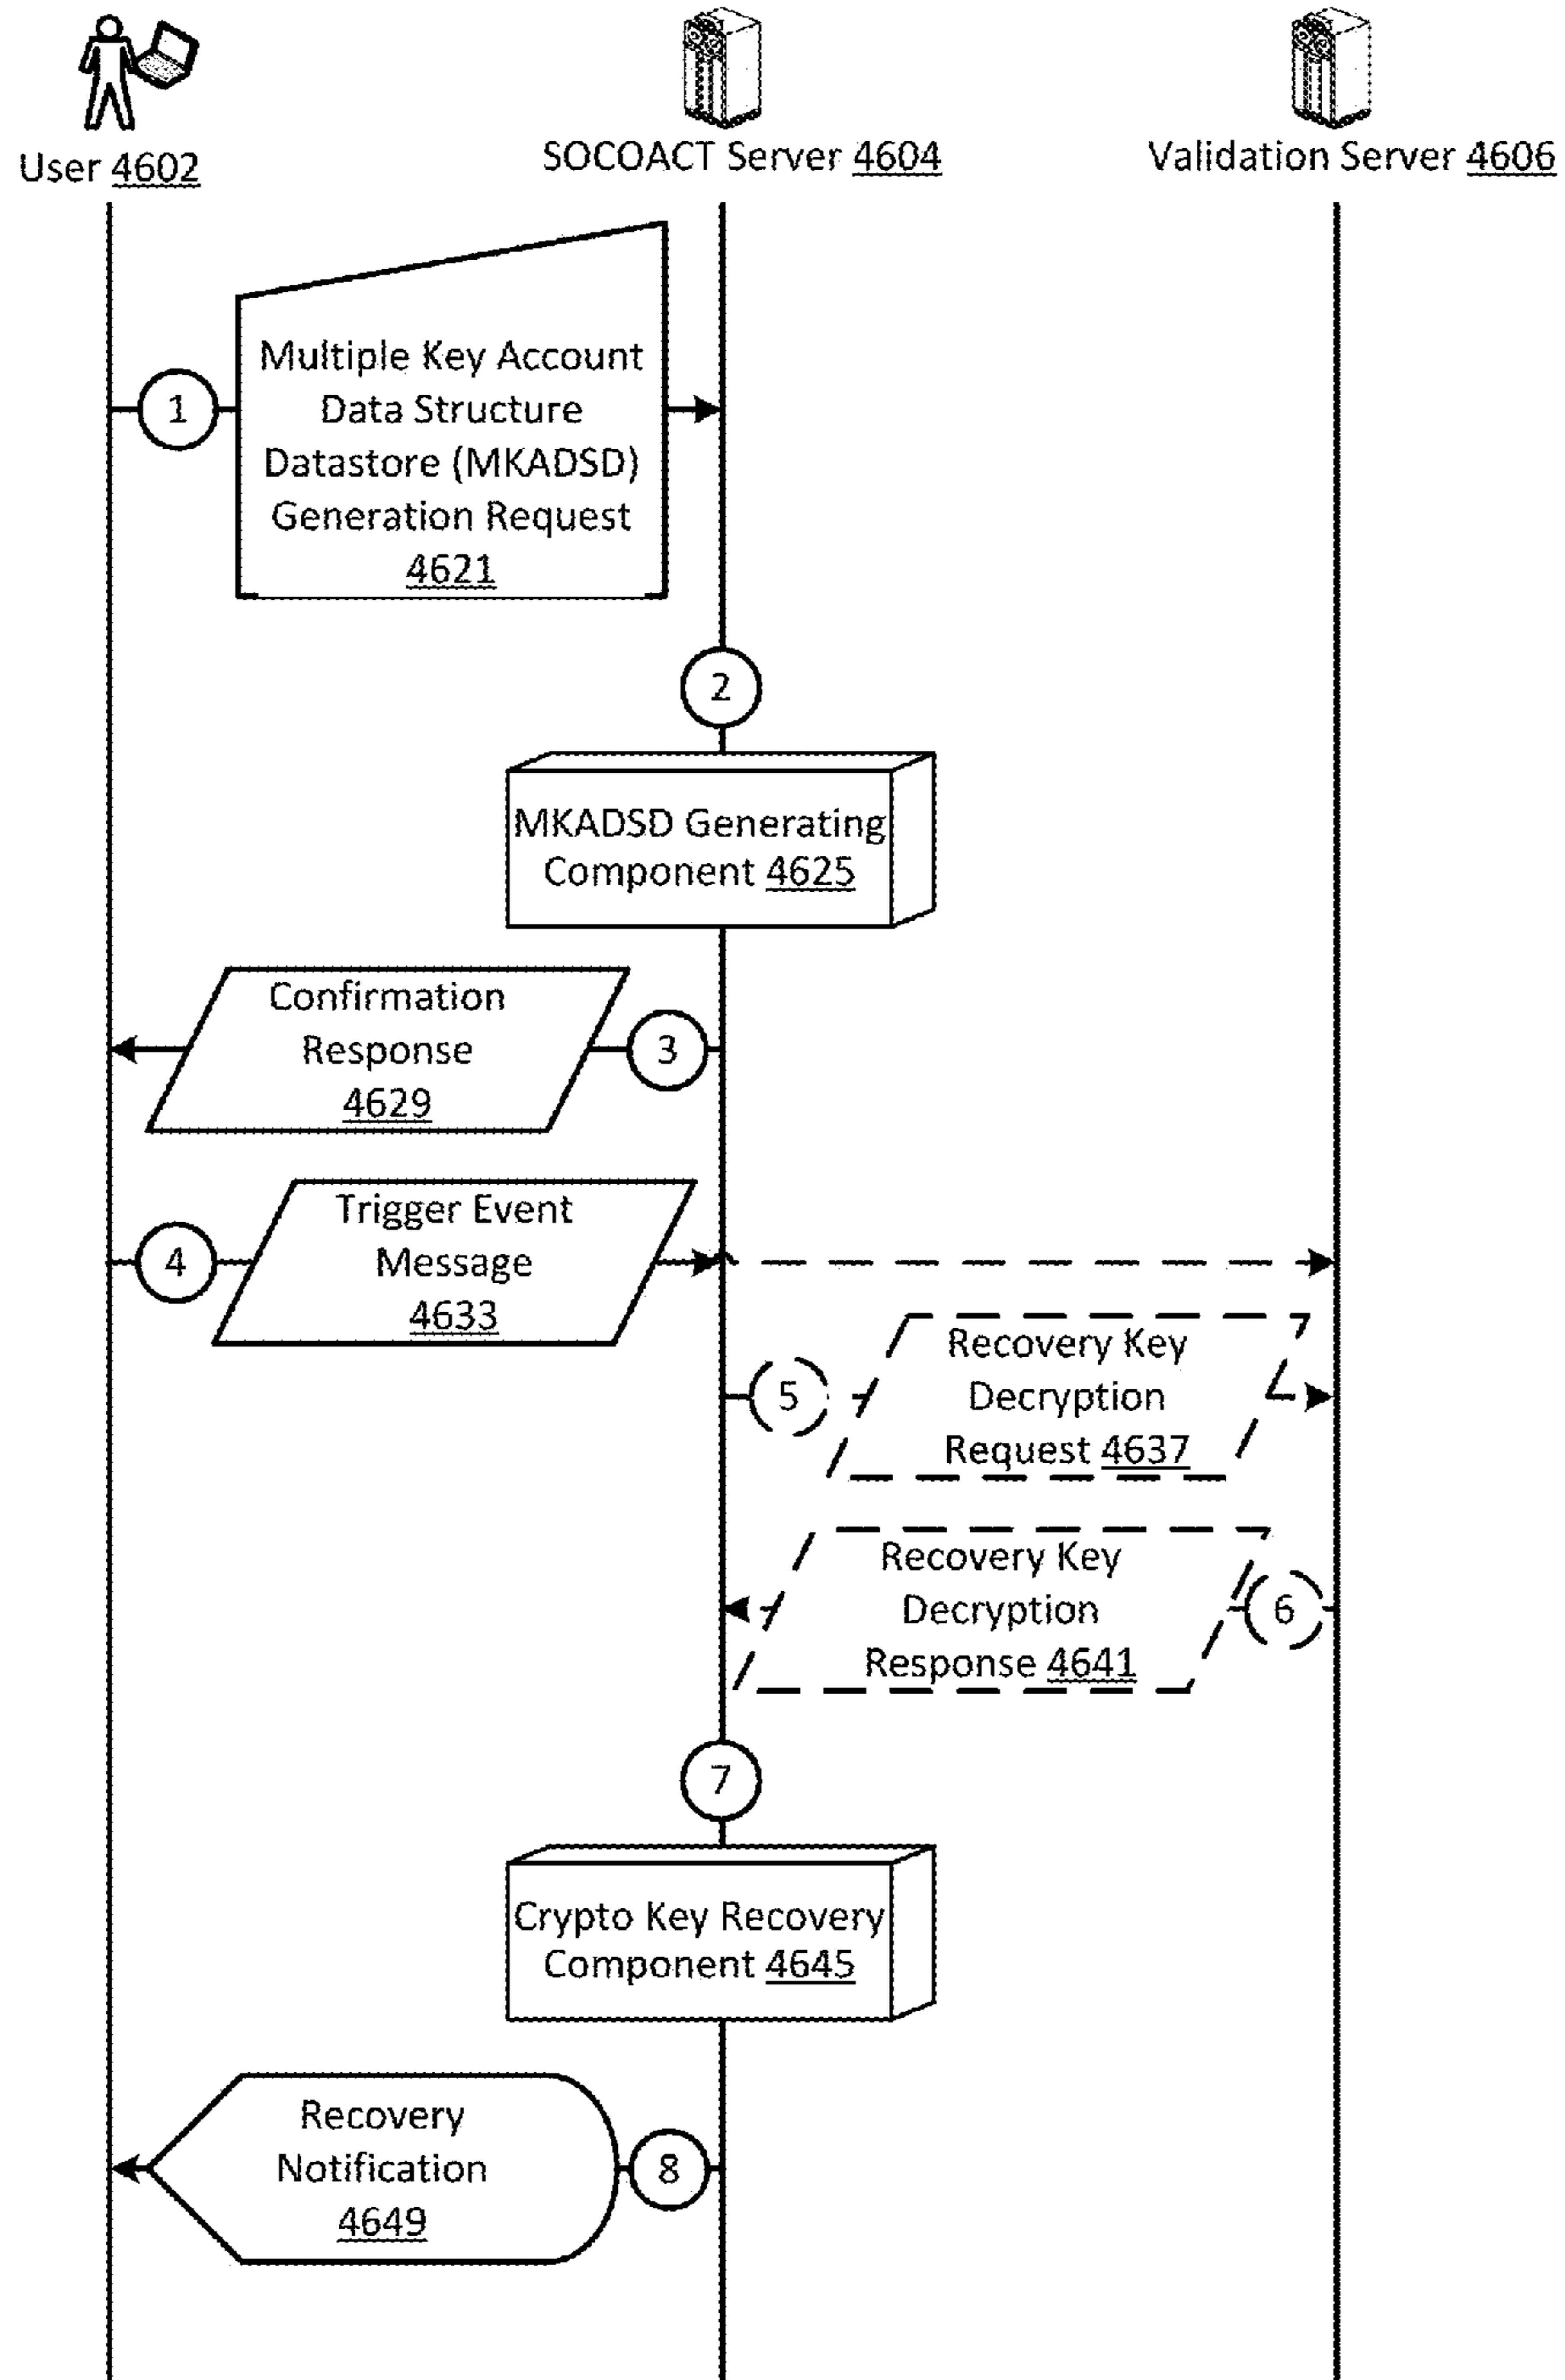 User 4602
SOCOACT Server 4604
Validation Server 4606
1
Multiple Key Account
Data Structure
Datastore (MKADSD)
Generation Request
4621
2
MKADSD Generating
Component 4625
Confirmation
Response
4629
3
4
Trigger Event
Message
4633
5
Recovery Key
Decryption
Request 4637
Recovery Key
Decryption
Response 4641
6
7
Crypto Key Recovery
Component 4645
Recovery
Notification
4649
8